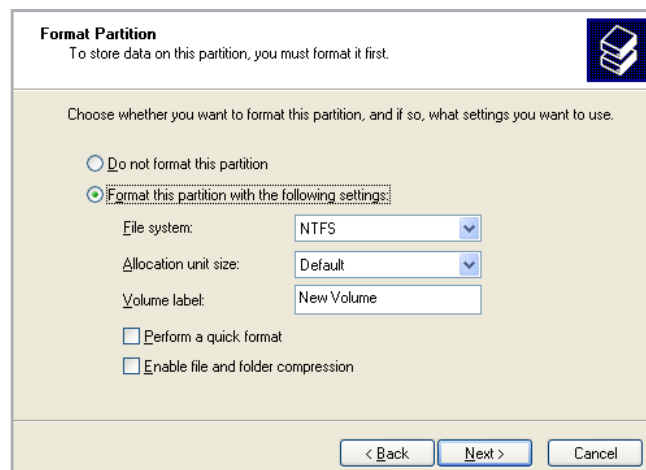 Format Partition
To store data on this partition, you must format it first.
Choose whether you want to format this partition, and if so, what settings you want to use.
Do not format this partition
Format this partition with the following settings:
File system: NTFS
Allocation unit size: Default
Volume label: New Volume
Perform a quick format
Enable file and folder compression
< Back Next > Cancel